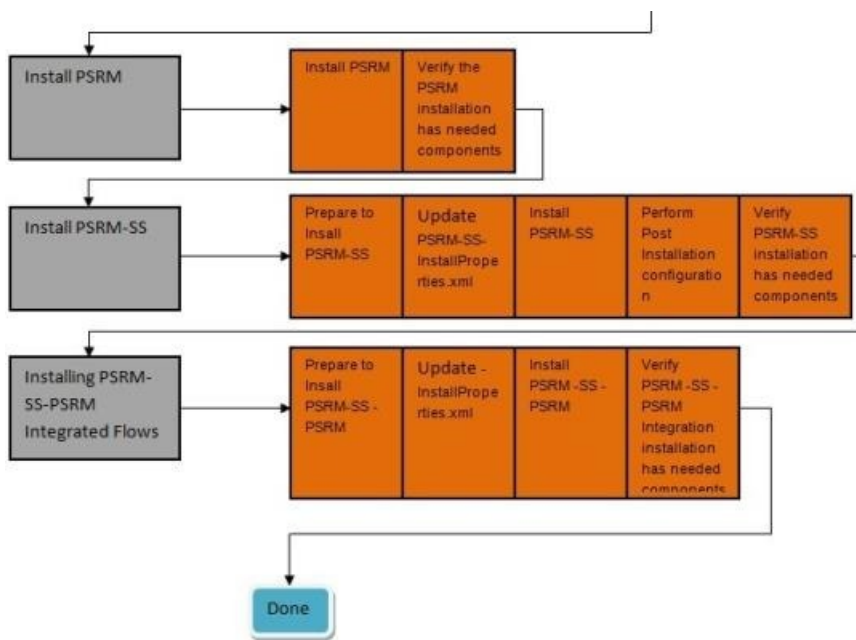 Install PSRM
Install PSRM
Verify the
PSRM
installation
has needed
components
Install PSRM-SS
Prepare to
Insall
PSRM-SS
Update
PSRM-SS-
InstallPrope
rties.xml
Install
PSRM-SS
Perform
Post
Installation
configuratio
n
Verify
PSRM-SS
installation
has needed
components
Installing PSRM-
SS-PSRM
Integrated Flows
Prepare to
Insall
PSRM-SS -
PSRM
Update -
InstallPrope
rties.xml
Install
PSRM -SS -
PSRM
Verify
PSRM -SS -
PSRM
Integration
installation
has needed
components
Done